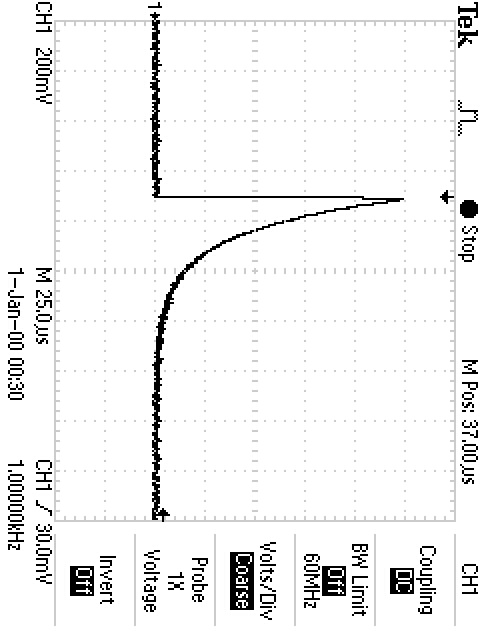 Tek
Stop
M Pos: 37.00µs
CH1
Coupling
DC
BW Limit
Off
60MHz
Volts/Div
Coarse
Probe
1X
Voltage
Invert
Off
1
CH1 200mV
M 25.0µs
CH1 / 30.0mV
1-Jan-00 00:30
1.00000kHz